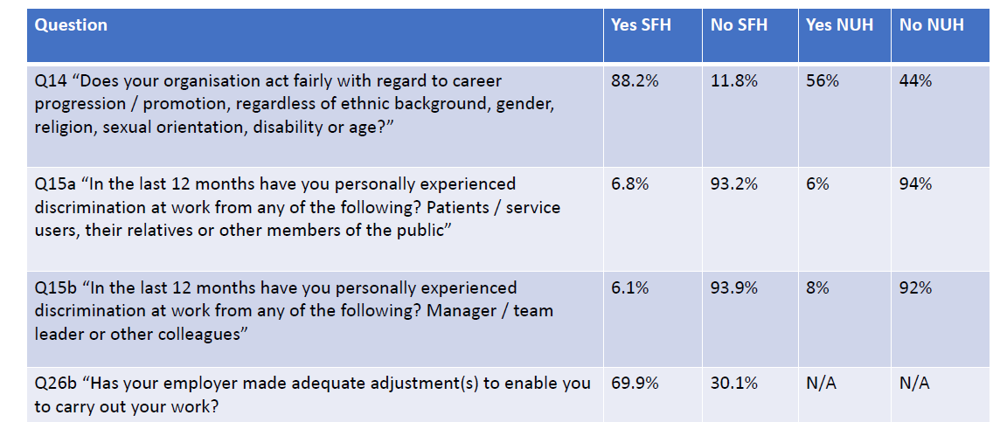 Question Yes SFH No SFH Yes NUH No NUH
Q14 “Does your organisation act fairly with regard to career 88.2% 11.8% 56% 44%
progression / promotion, regardless of ethnic background, gender,
religion, sexual orientation, disability or age?”
Q15a “In the last 12 months have you personally experienced 6.8% 93.2% 6% 94%
discrimination at work from any of the following? Patients / service
users, their relatives or other members of the public”
Q15b “In the last 12 months have you personally experienced 6.1% 93.9% 8% 92%
discrimination at work from any of the following? Manager / team
leader or other colleagues”
Q26b “Has your employer made adequate adjustment(s) to enable you 69.9% 30.1% N/A N/A
to carry out your work?